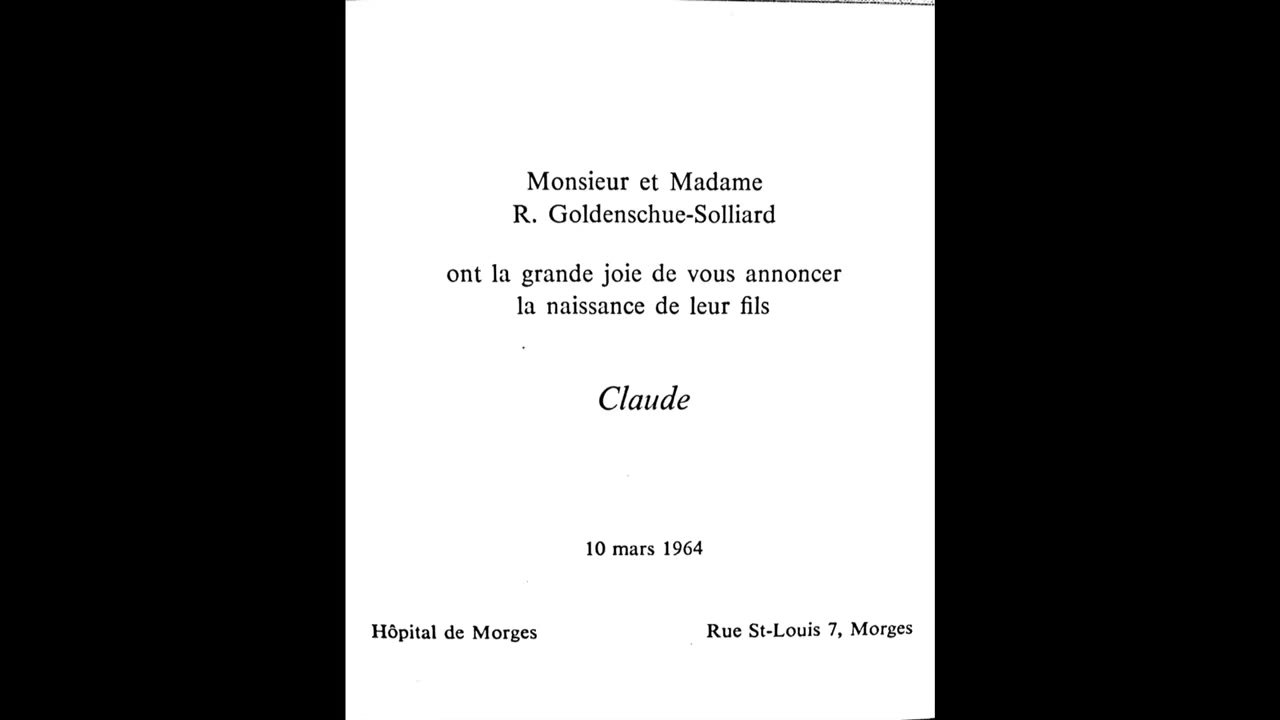 Monsieur et Madame
R. Goldenschue-Solliard
ont la grande joie de vous annoncer
la naissance de leur fils
Claude
10 mars 1964
Hôpital de Morges
Rue St-Louis 7, Morges